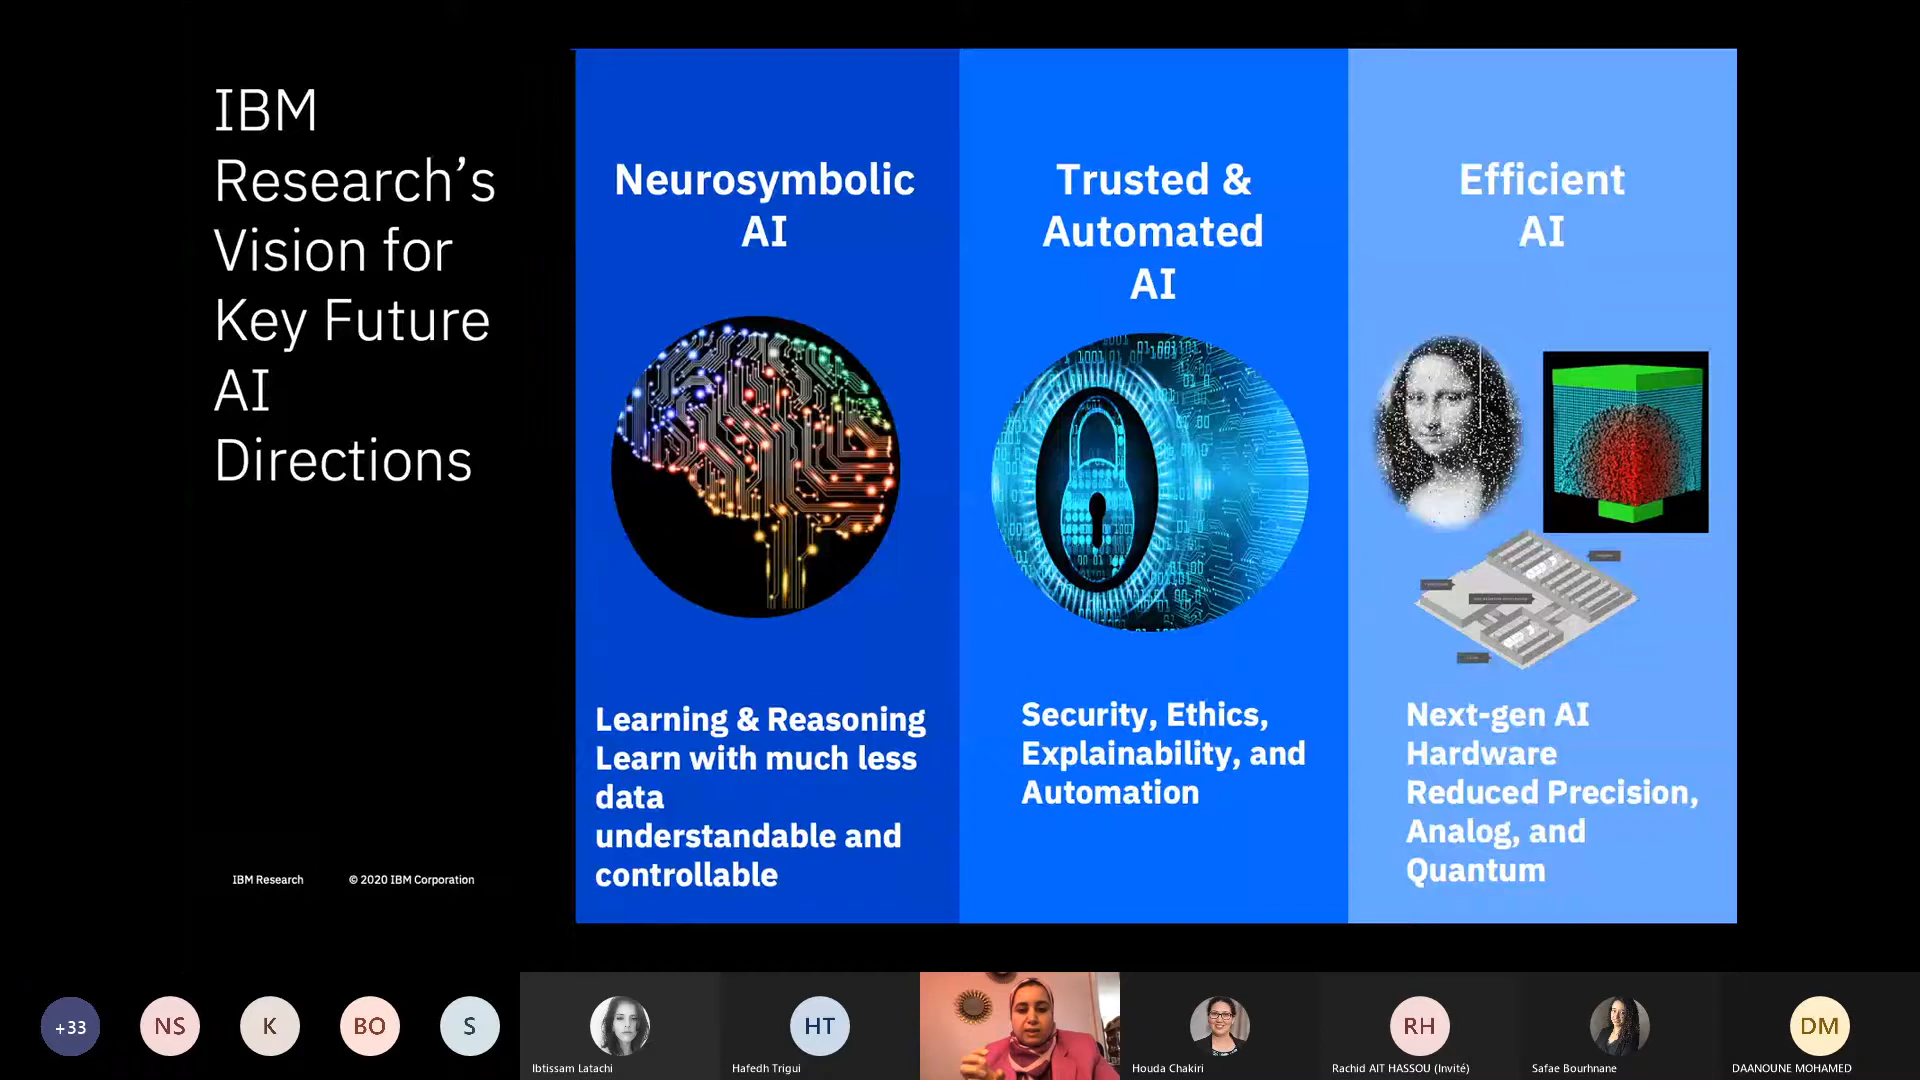 IBM
Research’s
Vision for
Key Future
AI
Directions
IBM Research
© 2020 IBM Corporation
Neurosymbolic
AI
Learning & Reasoning
Learn with much less
data
understandable and
controllable
Trusted &
Automated
AI
Security, Ethics,
Explainability, and
Automation
Efficient
AI
Next-gen AI
Hardware
Reduced Precision,
Analog, and
Quantum
+33
NS
K
BO
S
Ibtissam Latachi
HT
Hafedh Trigui
Houda Chakiri
RH
Rachid AIT HASSOU (Invité)
Safae Bourhnane
DM
DAANOUNE MOHAMED